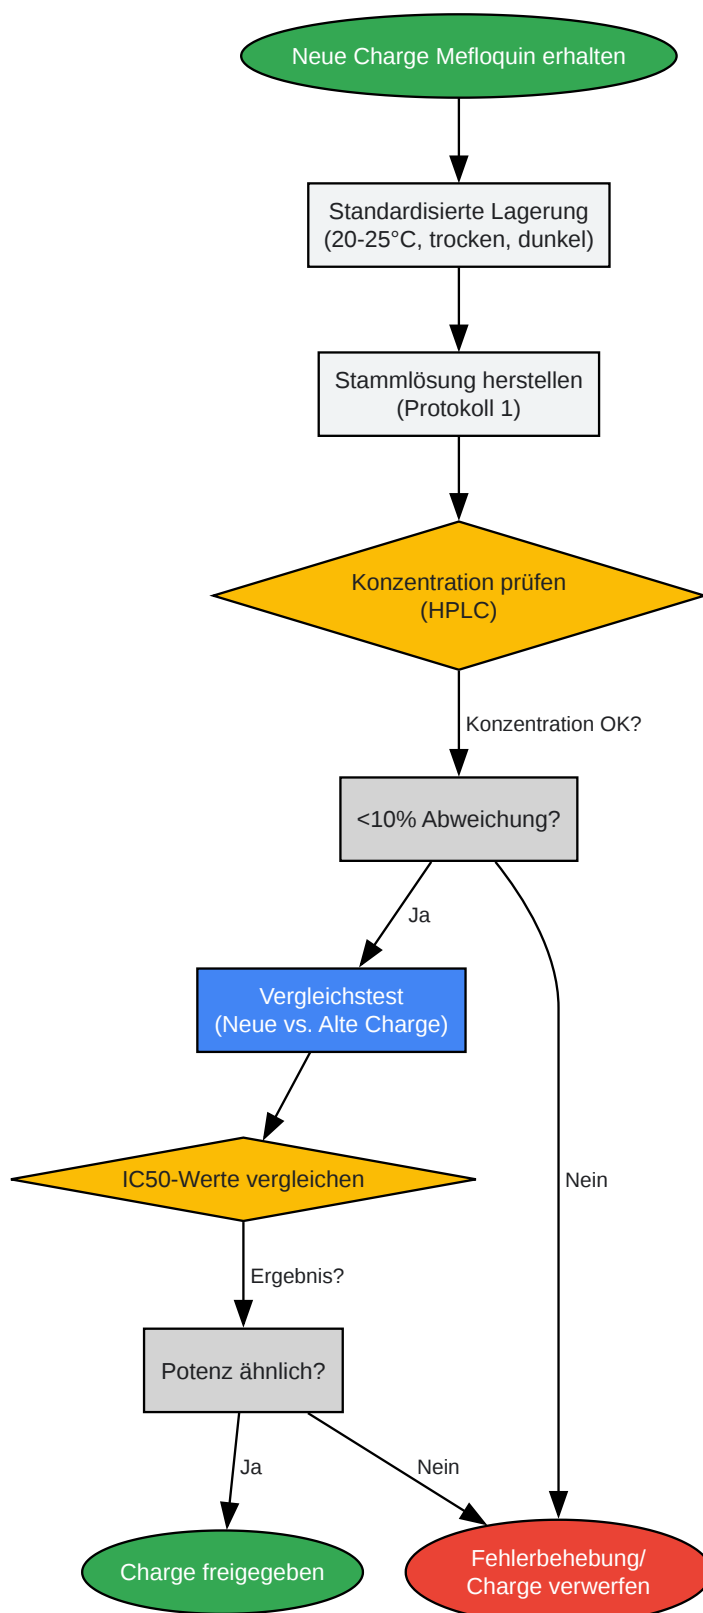 Neue Charge Mefloquin erhalten
Standardisierte Lagerung
(20-25°C, trocken, dunkel)
Stammlösung herstellen
(Protokoll 1)
Konzentration prüfen
(HPLC)
Konzentration OK?
<10% Abweichung?
Ja
Vergleichstest
(Neue vs. Alte Charge)
IC50-Werte vergleichen
Nein
Ergebnis?
Potenz ähnlich?
Ja
Nein
Charge freigegeben
Fehlerbehebung/
Charge verwerfen